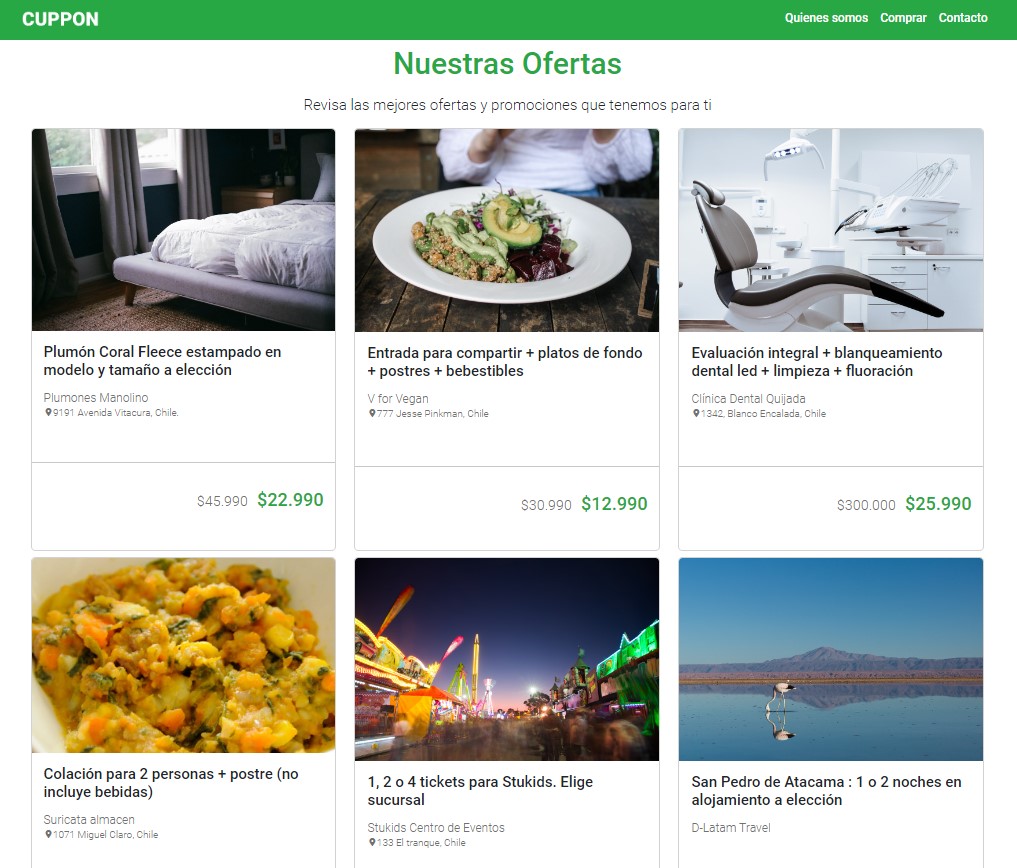 CUPPON
Quienes somos Comprar Contacto
Nuestras Ofertas
Revisa las mejores ofertas y promociones que tenemos para ti
Plumón Coral Fleece estampado en
modelo y tamaño a elección
Plumones Manolino
9191 Avenida Vitacura, Chile.
$45.990 $22.990
Entrada para compartir + platos de fondo
+ postres + bebestibles
V for Vegan
777 Jesse Pinkman, Chile
$30.990 $12.990
Evaluación integral + blanqueamiento
dental led + limpieza + fluoración
Clínica Dental Quijada
1342, Blanco Encalada, Chile
$300.000 $25.990
Colación para 2 personas + postre (no
incluye bebidas)
Suricata almacen
1071 Miguel Claro, Chile
1, 2 o 4 tickets para Stukids. Elige
sucursal
Stukids Centro de Eventos
133 El tranque, Chile
San Pedro de Atacama : 1 o 2 noches en
alojamiento a elección
D-Latam Travel